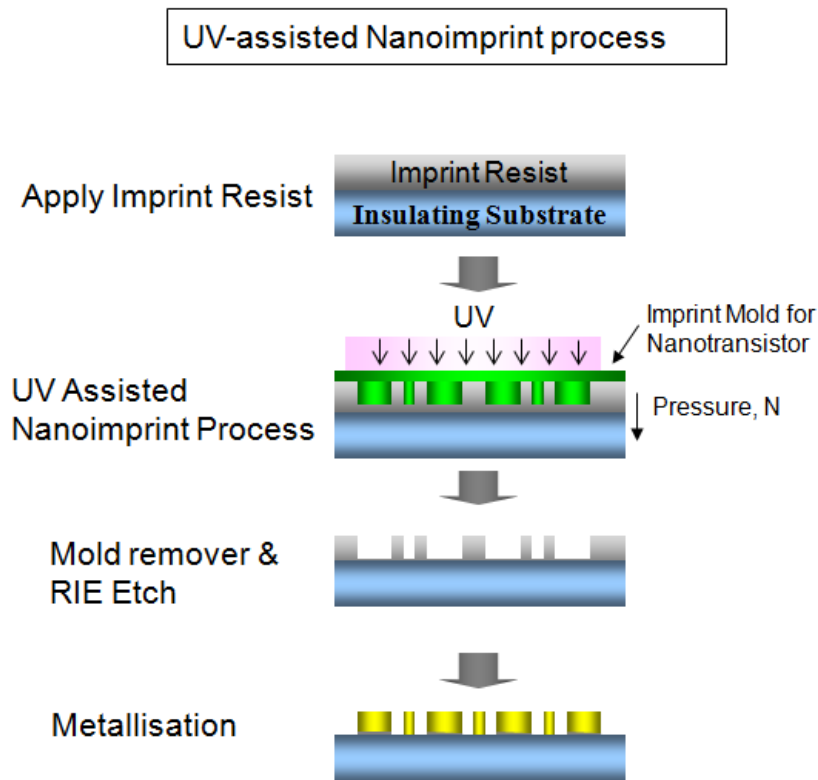 UV-assisted Nanoimprint process
Apply Imprint Resist
Imprint Resist
Insulating Substrate
UV
Imprint Mold for
Nanotransistor
UV Assisted
Nanoimprint Process
Pressure, N
Mold remover &
RIE Etch
Metallisation